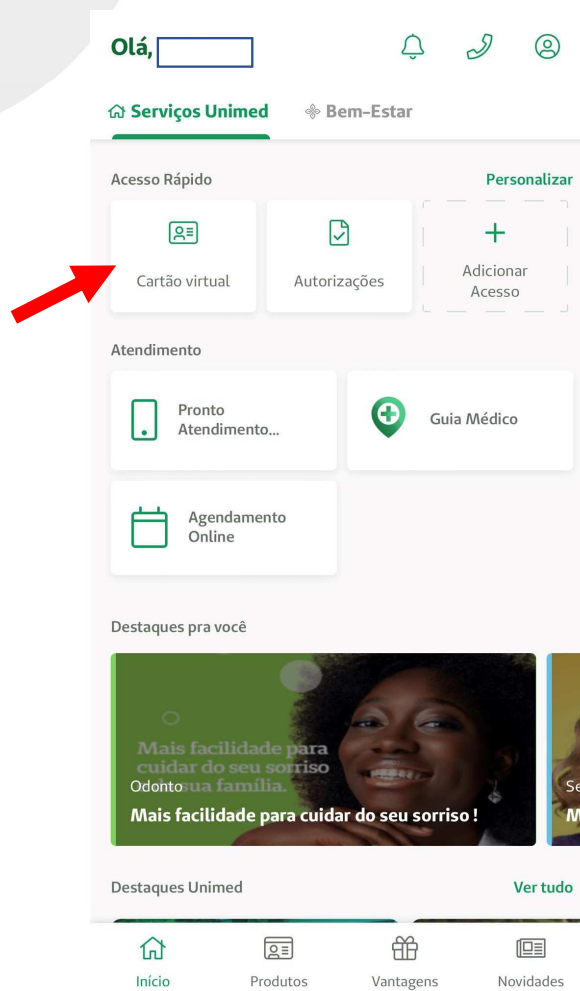 Olá,
Serviços Unimed
Bem-Estar
Acesso Rápido
Personalizar
Cartão virtual
Autorizações
Adicionar
Acesso
Atendimento
Pronto
Atendimento...
Guia Médico
Agendamento
Online
Destaques pra você
Mais facilidade para
cuidar do seu sorriso
e da sua família.
Odonto
Mais facilidade para cuidar do seu sorriso !
Se
M
Destaques Unimed
Ver tudo
Início
Produtos
Vantagens
Novidades